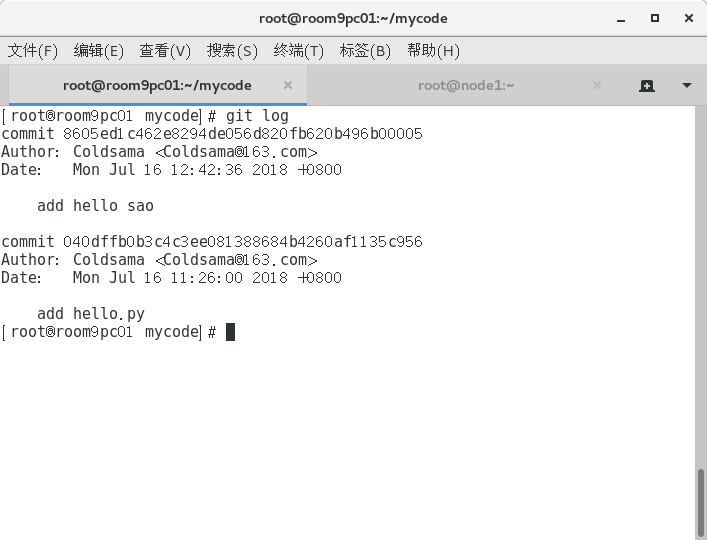 root@room9pc01:~/mycode
文件(F) 编辑(E) 查看(V) 搜索(S) 终端(T) 标签(B) 帮助(H)
root@room9pc01:~/mycode × root@node1:~ ×
[root@room9pc01 mycode]# git log
commit 8605ed1c462e8294de056d820fb620b496b00005
Author: Coldsama <Coldsama@163.com>
Date:   Mon Jul 16 12:42:36 2018 +0800
    add hello sao
commit 040dffb0b3c4c3ee081388684b4260af1135c956
Author: Coldsama <Coldsama@163.com>
Date:   Mon Jul 16 11:26:00 2018 +0800
    add hello.py
[root@room9pc01 mycode]#